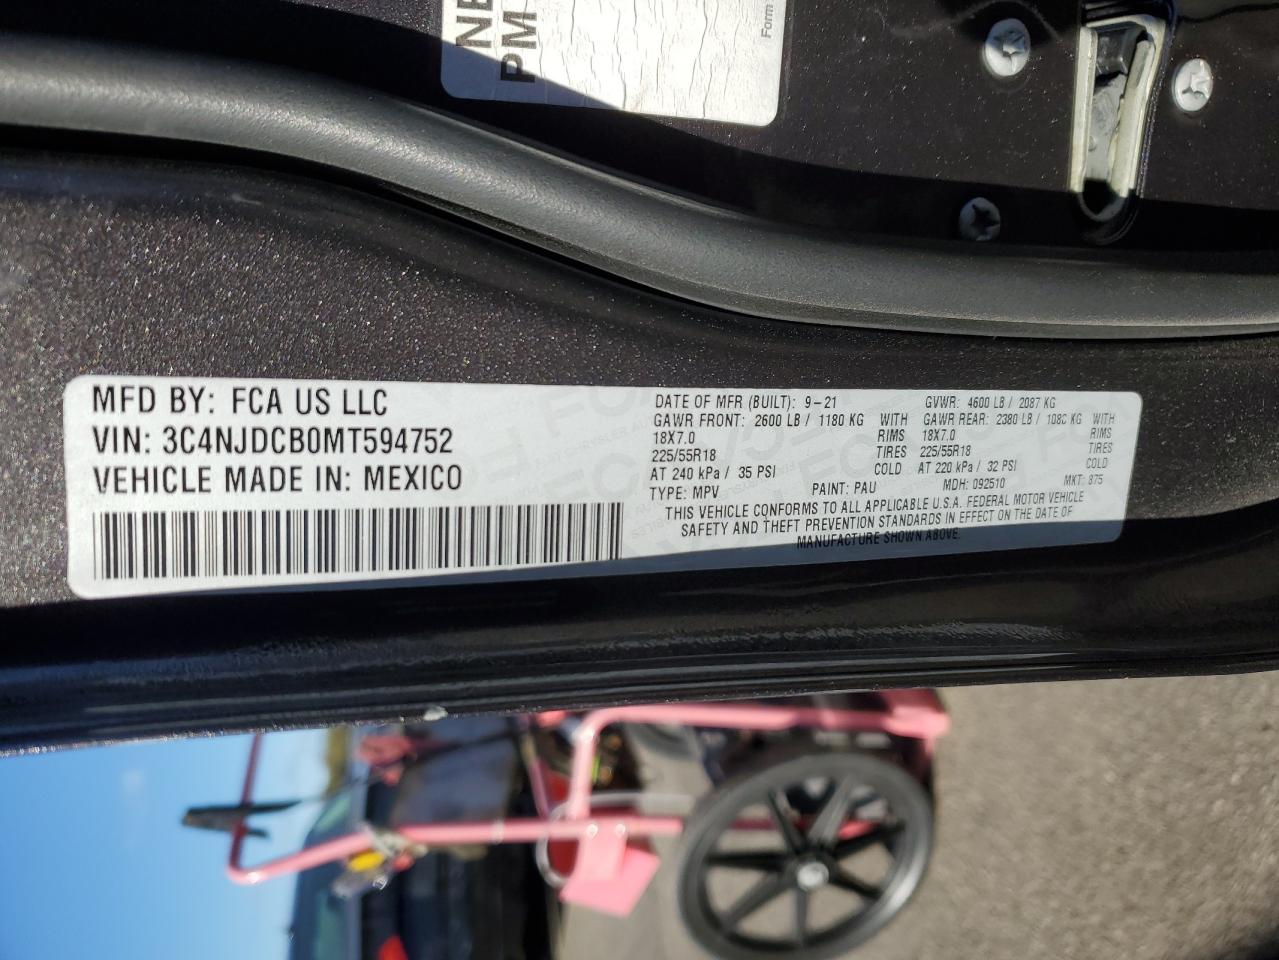 NE
PM
Form
MFD BY: FCA US LLC
VIN: 3C4NJDCB0MT594752
VEHICLE MADE IN: MEXICO
DATE OF MFR (BUILT): 9-21 GVWR: 4600 LB / 2087 KG
GAWR FRONT: 2600 LB / 1180 KG WITH GAWR REAR: 2380 LB / 1080 KG WITH
18X7.0 RIMS 18X7.0 RIMS
225/55R18 TIRES 225/55R18 TIRES
AT 240 kPa / 35 PSI COLD AT 220 kPa / 32 PSI COLD
TYPE: MPV PAINT: PAU MDH: 092510 MKT: 875
THIS VEHICLE CONFORMS TO ALL APPLICABLE U.S.A. FEDERAL MOTOR VEHICLE
SAFETY AND THEFT PREVENTION STANDARDS IN EFFECT ON THE DATE OF
MANUFACTURE SHOWN ABOVE.